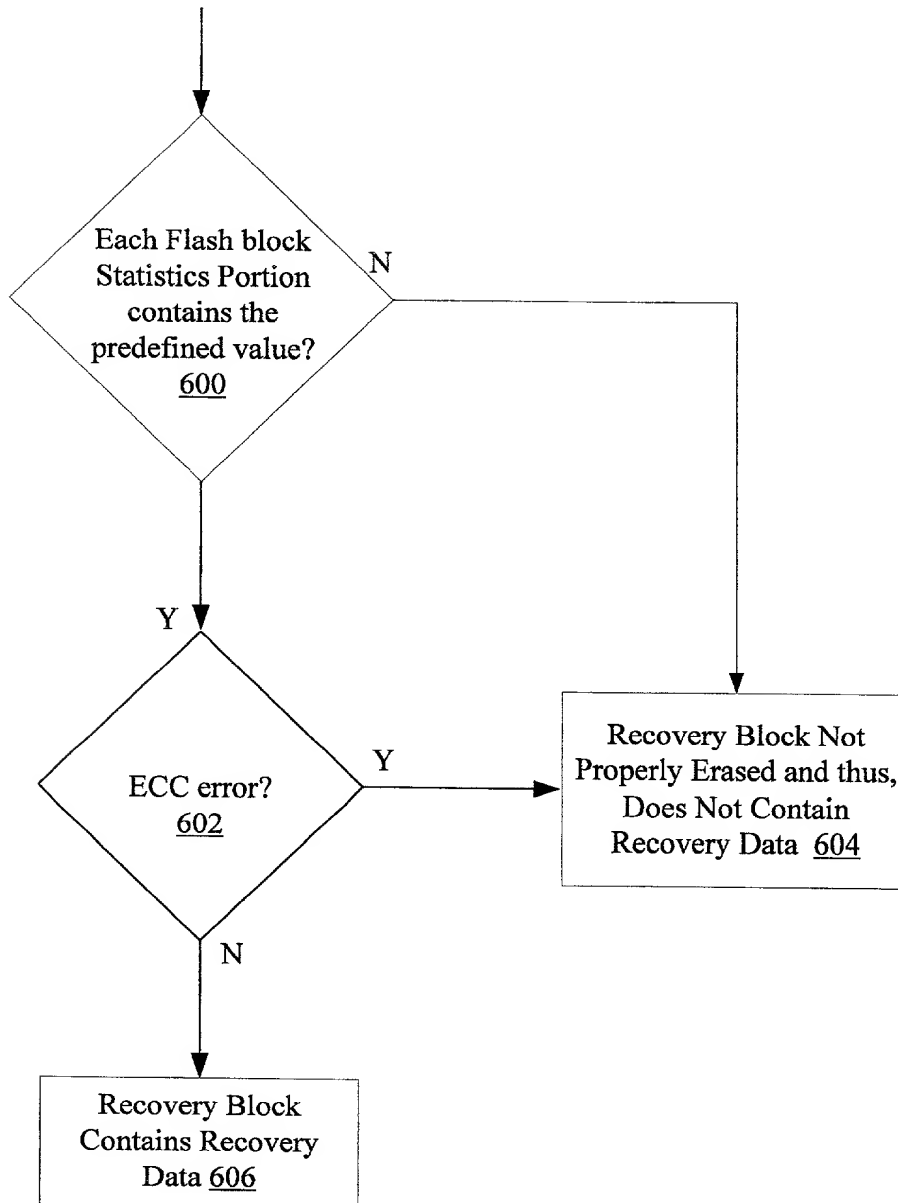 Each Flash block
Statistics Portion
contains the
predefined value?
600
N
Y
ECC error?
602
Y
N
Recovery Block Not
Properly Erased and thus,
Does Not Contain
Recovery Data 604
Recovery Block
Contains Recovery
Data 606